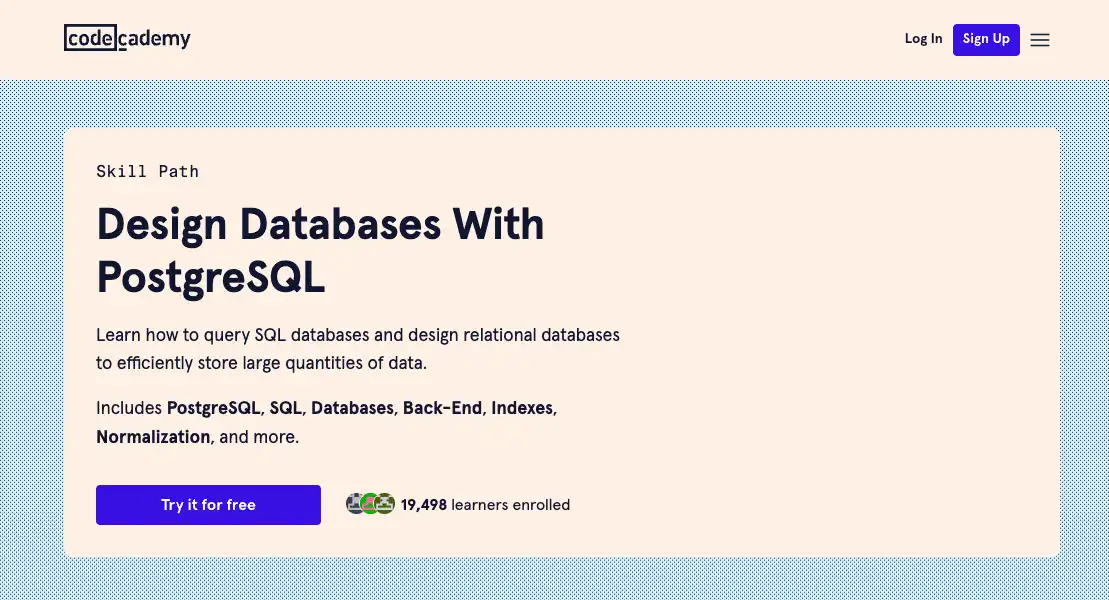 codecademy
Log In
Sign Up
Skill Path
Design Databases With
PostgreSQL
Learn how to query SQL databases and design relational databases
to efficiently store large quantities of data.
Includes PostgreSQL, SQL, Databases, Back-End, Indexes,
Normalization, and more.
Try it for free
19,498 learners enrolled